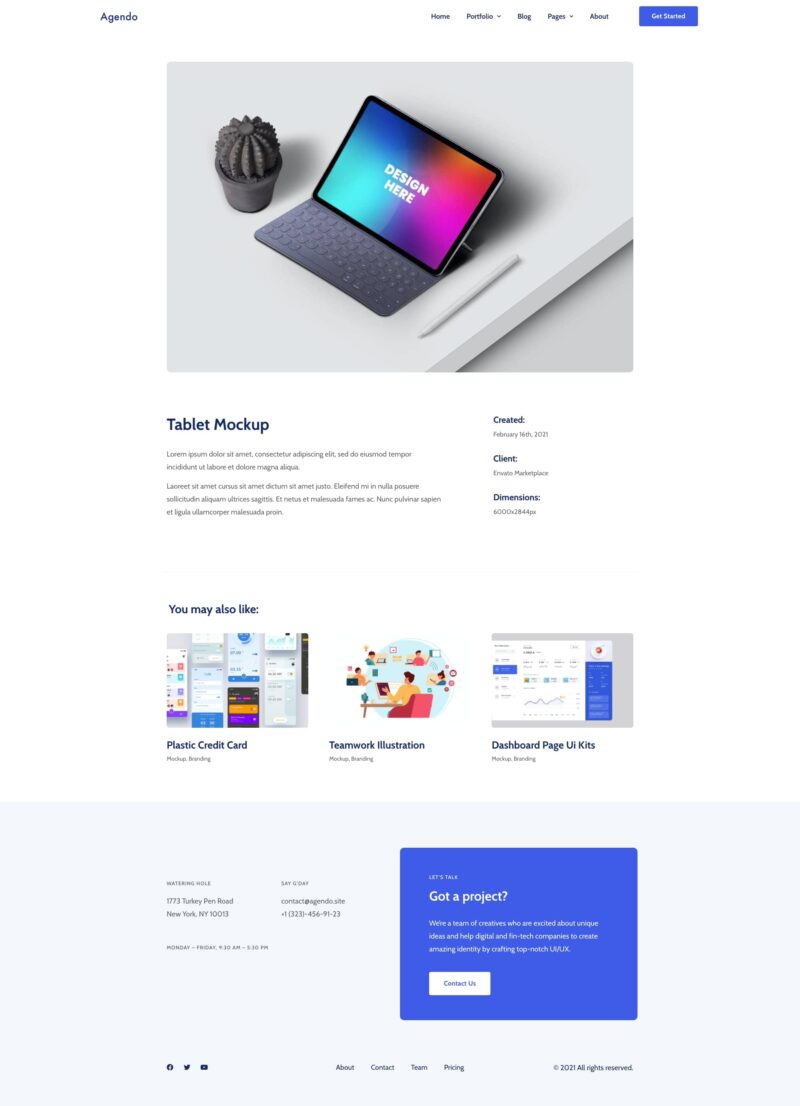 Agendo
Home Portfolio Blog Pages About Get Started
DESIGN
HERE
Tablet Mockup
Lorem ipsum dolor sit amet, consectetur adipiscing elit, sed do eiusmod tempor
incididunt ut labore et dolore magna aliqua.
Laoreet sit amet cursus sit amet dictum sit amet justo. Eleifend mi in nulla posuere
sollicitudin aliquam ultrices sagittis. Et netus et malesuada fames ac. Nunc pulvinar sapien
et ligula ullamcorper malesuada proin.
Created:
February 16th, 2021
Client:
Envato Marketplace
Dimensions:
6000x2844px
You may also like:
Plastic Credit Card
Mockup, Branding
Teamwork Illustration
Mockup, Branding
Dashboard Page Ui Kits
Mockup, Branding
WATERING HOLE
1773 Turkey Pen Road
New York, NY 10013
SAY G'DAY
contact@agendo.site
+1 (323)-456-91-23
MONDAY – FRIDAY, 9:30 AM – 5:30 PM
LET'S TALK
Got a project?
We're a team of creatives who are excited about unique
ideas and help digital and fin-tech companies to create
amazing identity by crafting top-notch UI/UX.
Contact Us
About Contact Team Pricing
© 2021 All rights reserved.